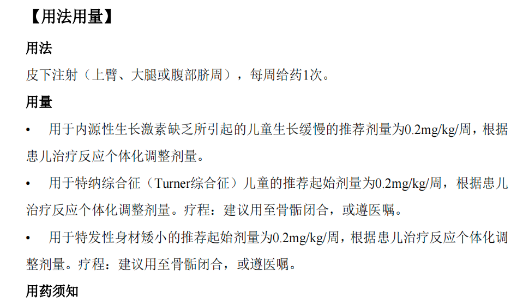 【用法用量】
用法
皮下注射（上臂、大腿或腹部脐周），每周给药1次。
用量
• 用于内源性生长激素缺乏所引起的儿童生长缓慢的推荐剂量为0.2mg/kg/周，根据
患儿治疗反应个体化调整剂量。
• 用于特纳综合征（Turner综合征）儿童的推荐起始剂量为0.2mg/kg/周，根据患儿
治疗反应个体化调整剂量。疗程：建议用至骨骺闭合，或遵医嘱。
• 用于特发性身材矮小的推荐起始剂量为0.2mg/kg/周，根据患儿治疗反应个体化调
整剂量。疗程：建议用至骨骺闭合，或遵医嘱。
用药须知